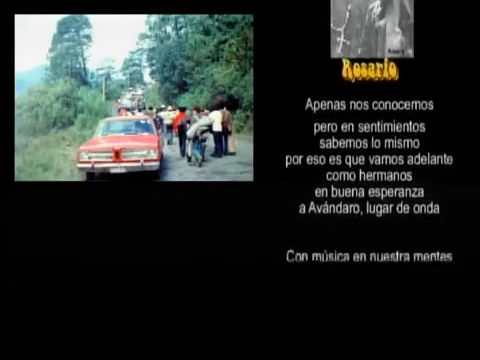 Rosario
Apenas nos conocemos
pero en sentimientos
sabemos lo mismo
por eso es que vamos adelante
como hermanos
en buena esperanza
a Avándaro, lugar de onda
Con música en nuestra mentes